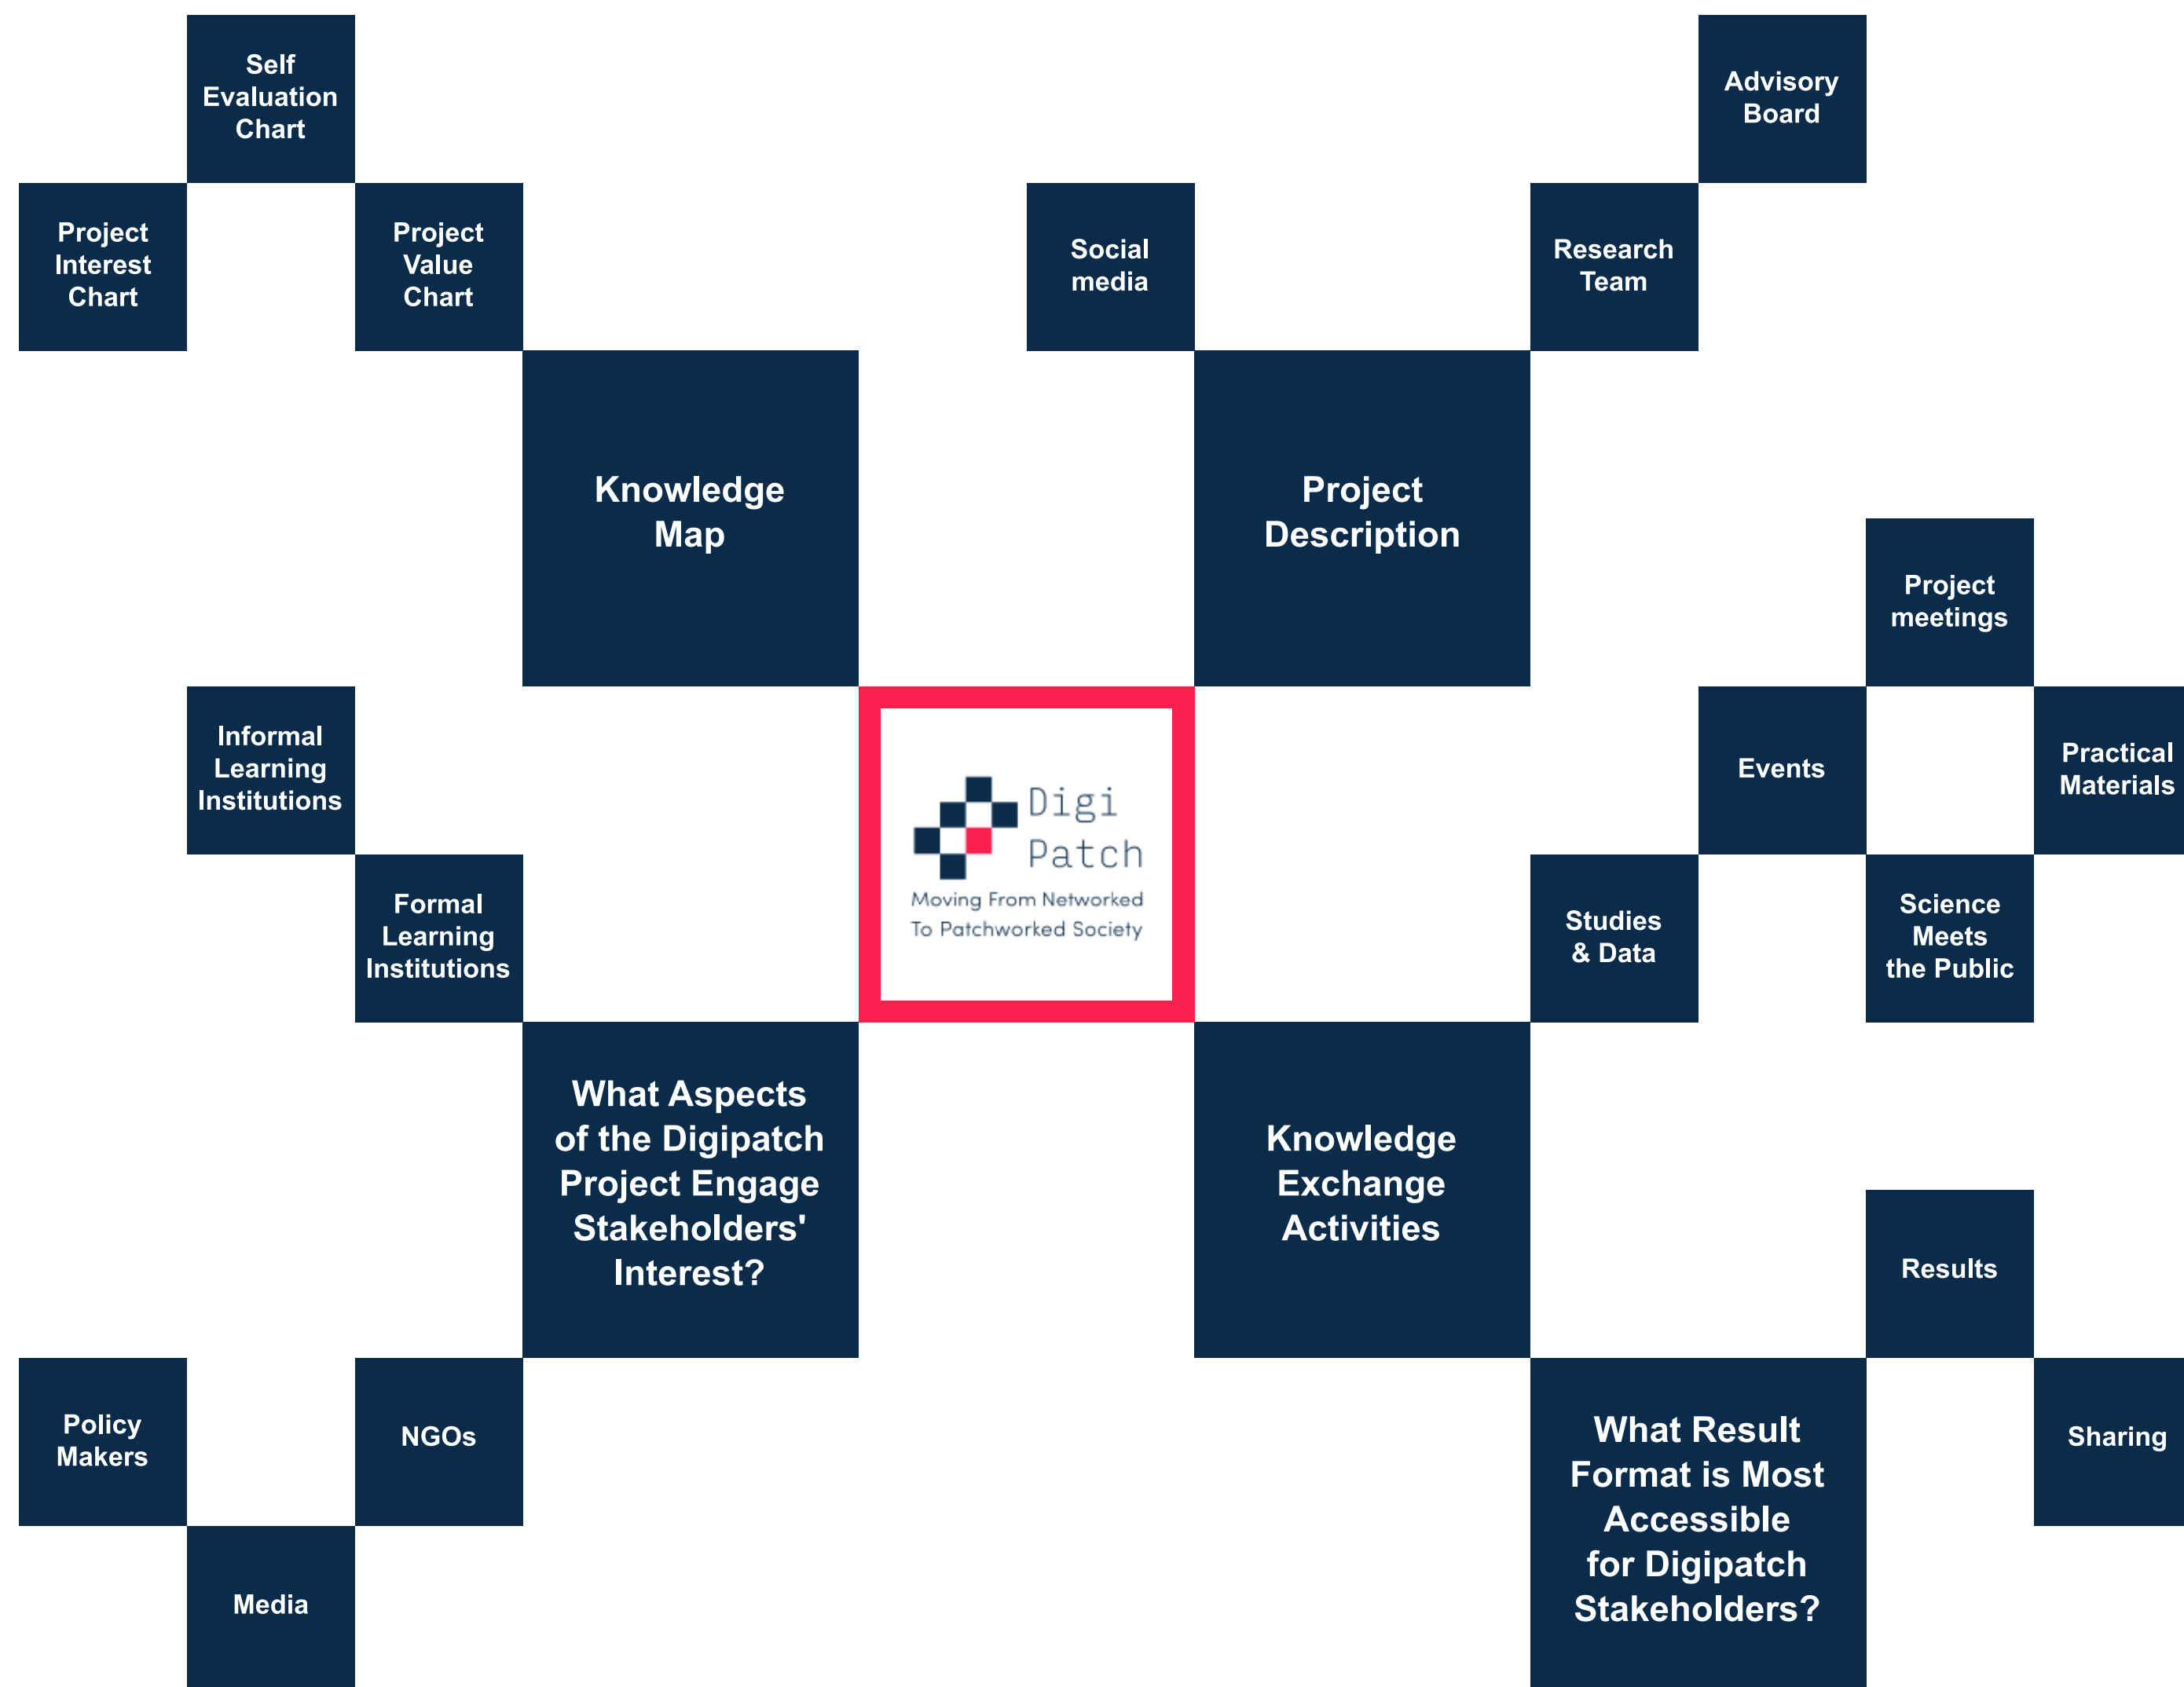 Self
Evaluation
Chart
Advisory
Board
Project
Interest
Chart
Project
Value
Chart
Social
media
Research
Team
Knowledge
Map
Project
Description
Project
meetings
Informal
Learning
Institutions
Digi
Patch
Moving From Networked
To Patchworked Society
Events
Practical
Materials
Formal
Learning
Institutions
Studies
& Data
Science
Meets
the Public
What Aspects
of the Digipatch
Project Engage
Stakeholders'
Interest?
Knowledge
Exchange
Activities
Results
Policy
Makers
NGOs
What Result
Format is Most
Accessible
for Digipatch
Stakeholders?
Sharing
Media